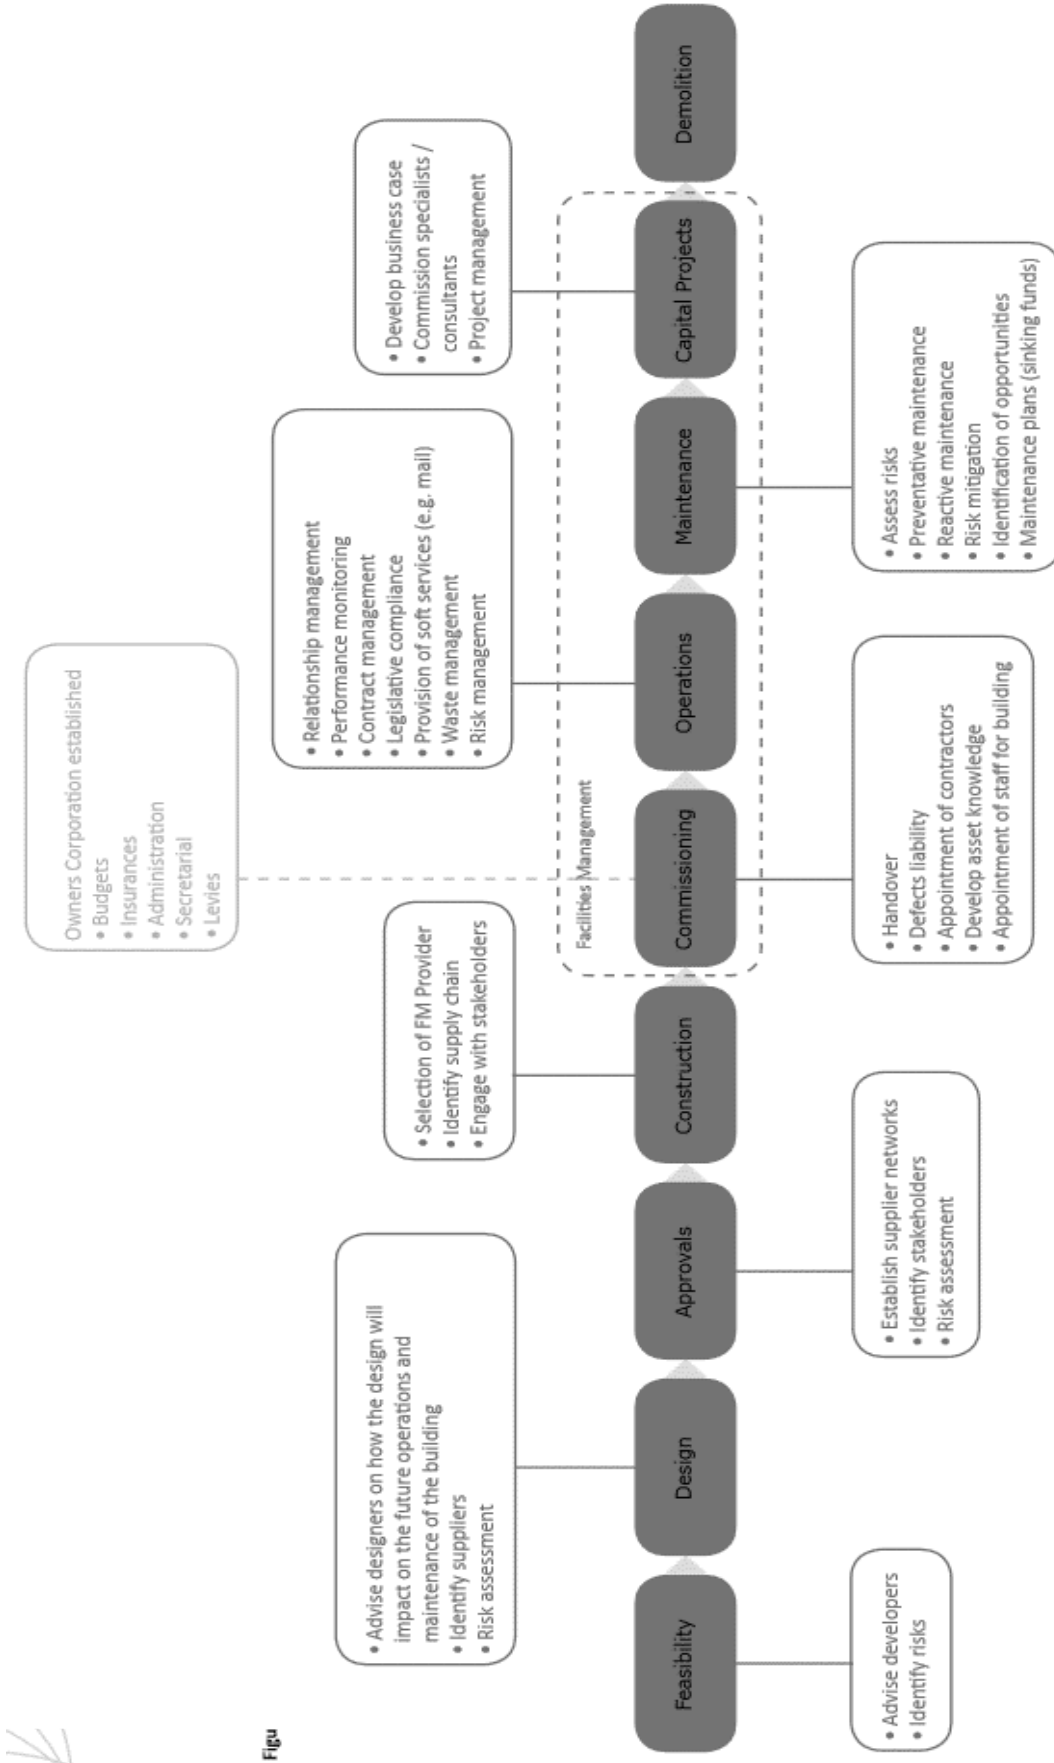 Owners Corporation established
• Budgets
• Insurances
• Administration
• Secretarial
• Levies
Figu
• Advise designers on how the design will
impact on the future operations and
maintenance of the building
• Identify suppliers
• Risk assessment
• Selection of FM Provider
• Identify supply chain
• Engage with stakeholders
• Relationship management
• Performance monitoring
• Contract management
• Legislative compliance
• Provision of soft services (e.g. mail)
• Waste management
• Risk management
• Develop business case
• Commission specialists /
consultants
• Project management
Facilities Management
Feasibility
Design
Approvals
Construction
Commissioning
Operations
Maintenance
Capital Projects
Demolition
• Advise developers
• Identify risks
• Establish supplier networks
• Identify stakeholders
• Risk assessment
• Handover
• Defects liability
• Appointment of contractors
• Develop asset knowledge
• Appointment of staff for building
• Assess risks
• Preventative maintenance
• Reactive maintenance
• Risk mitigation
• Identification of opportunities
• Maintenance plans (sinking funds)